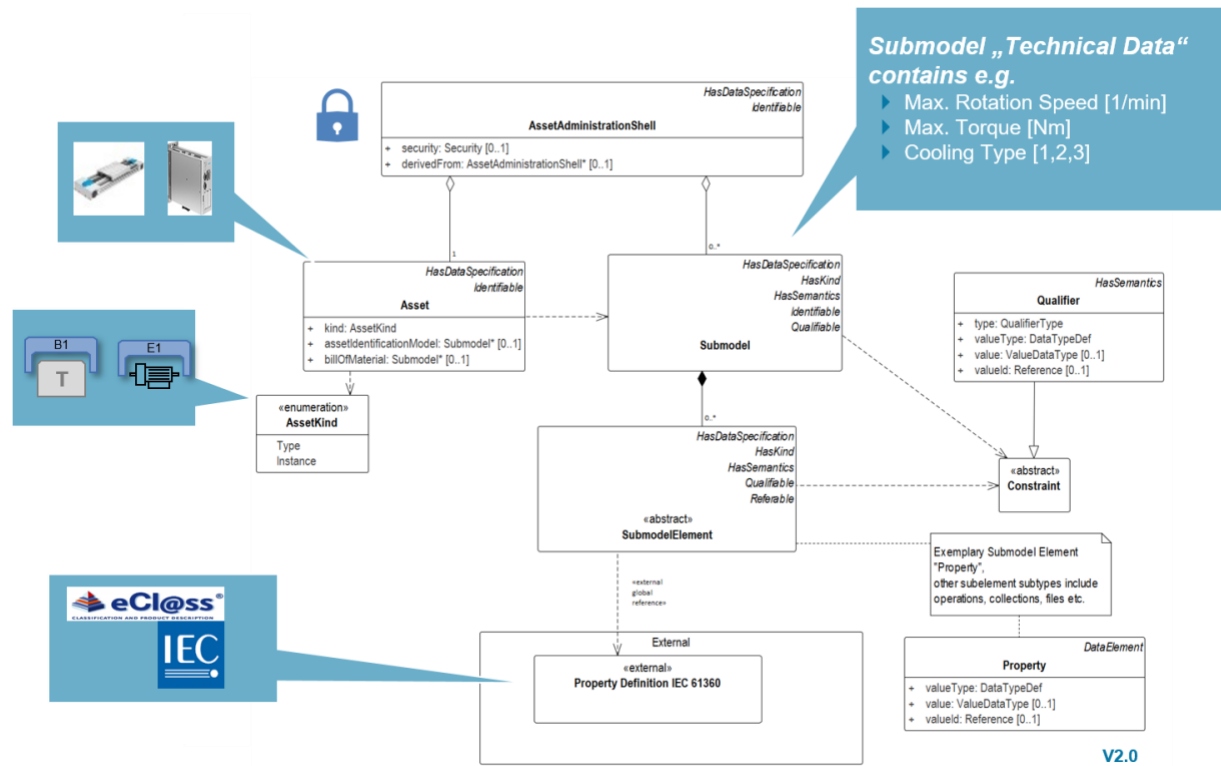 Submodel „Technical Data“
contains e.g.
Max. Rotation Speed [1/min]
Max. Torque [Nm]
Cooling Type [1,2,3]
HasDataSpecification
Identifiable
AssetAdministrationShell
+ security: Security [0..1]
+ derivedFrom: AssetAdministrationShell* [0..1]
1
0..*
HasDataSpecification
Identifiable
Asset
+ kind: AssetKind
+ assetIdentificationModel: Submodel* [0..1]
+ billOfMaterial: Submodel* [0..1]
HasDataSpecification
HasKind
HasSemantics
Identifiable
Qualifiable
Submodel
HasSemantics
Qualifier
+ type: QualifierType
+ valueType: DataTypeDef
+ value: ValueDataType [0..1]
+ valueId: Reference [0..1]
B1
T
E1
«enumeration»
AssetKind
Type
Instance
0..*
HasDataSpecification
HasKind
HasSemantics
Qualifiable
Referable
«abstract»
SubmodelElement
«abstract»
Constraint
Exemplary Submodel Element
"Property",
other subelement subtypes include
operations, collections, files etc.
«external
global
reference»
eCl@ss®
CLASSIFICATION AND PRODUCT DESCRIPTION
IEC
External
«external»
Property Definition IEC 61360
DataElement
Property
+ valueType: DataTypeDef
+ value: ValueDataType [0..1]
+ valueId: Reference [0..1]
V2.0